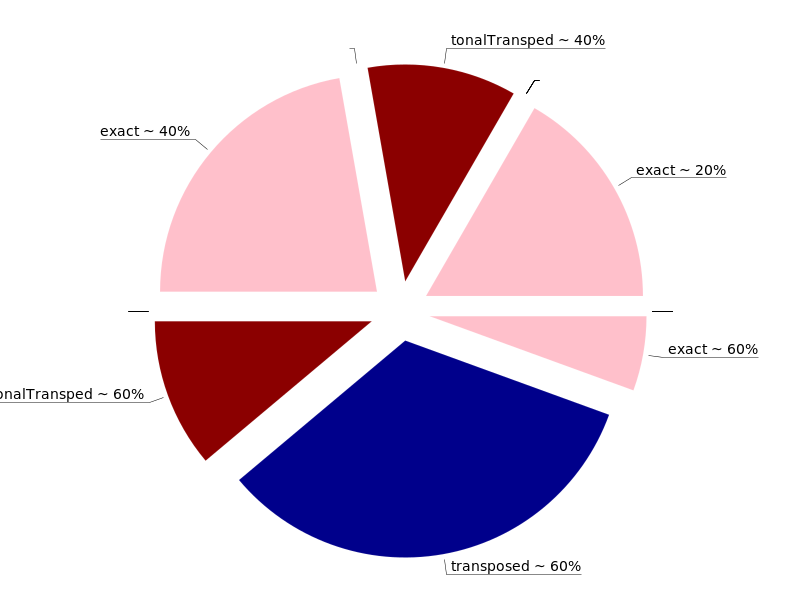 tonalTransped ~ 40%
exact ~ 40%
exact ~ 20%
exact ~ 60%
onalTransped ~ 60%
transposed ~ 60%